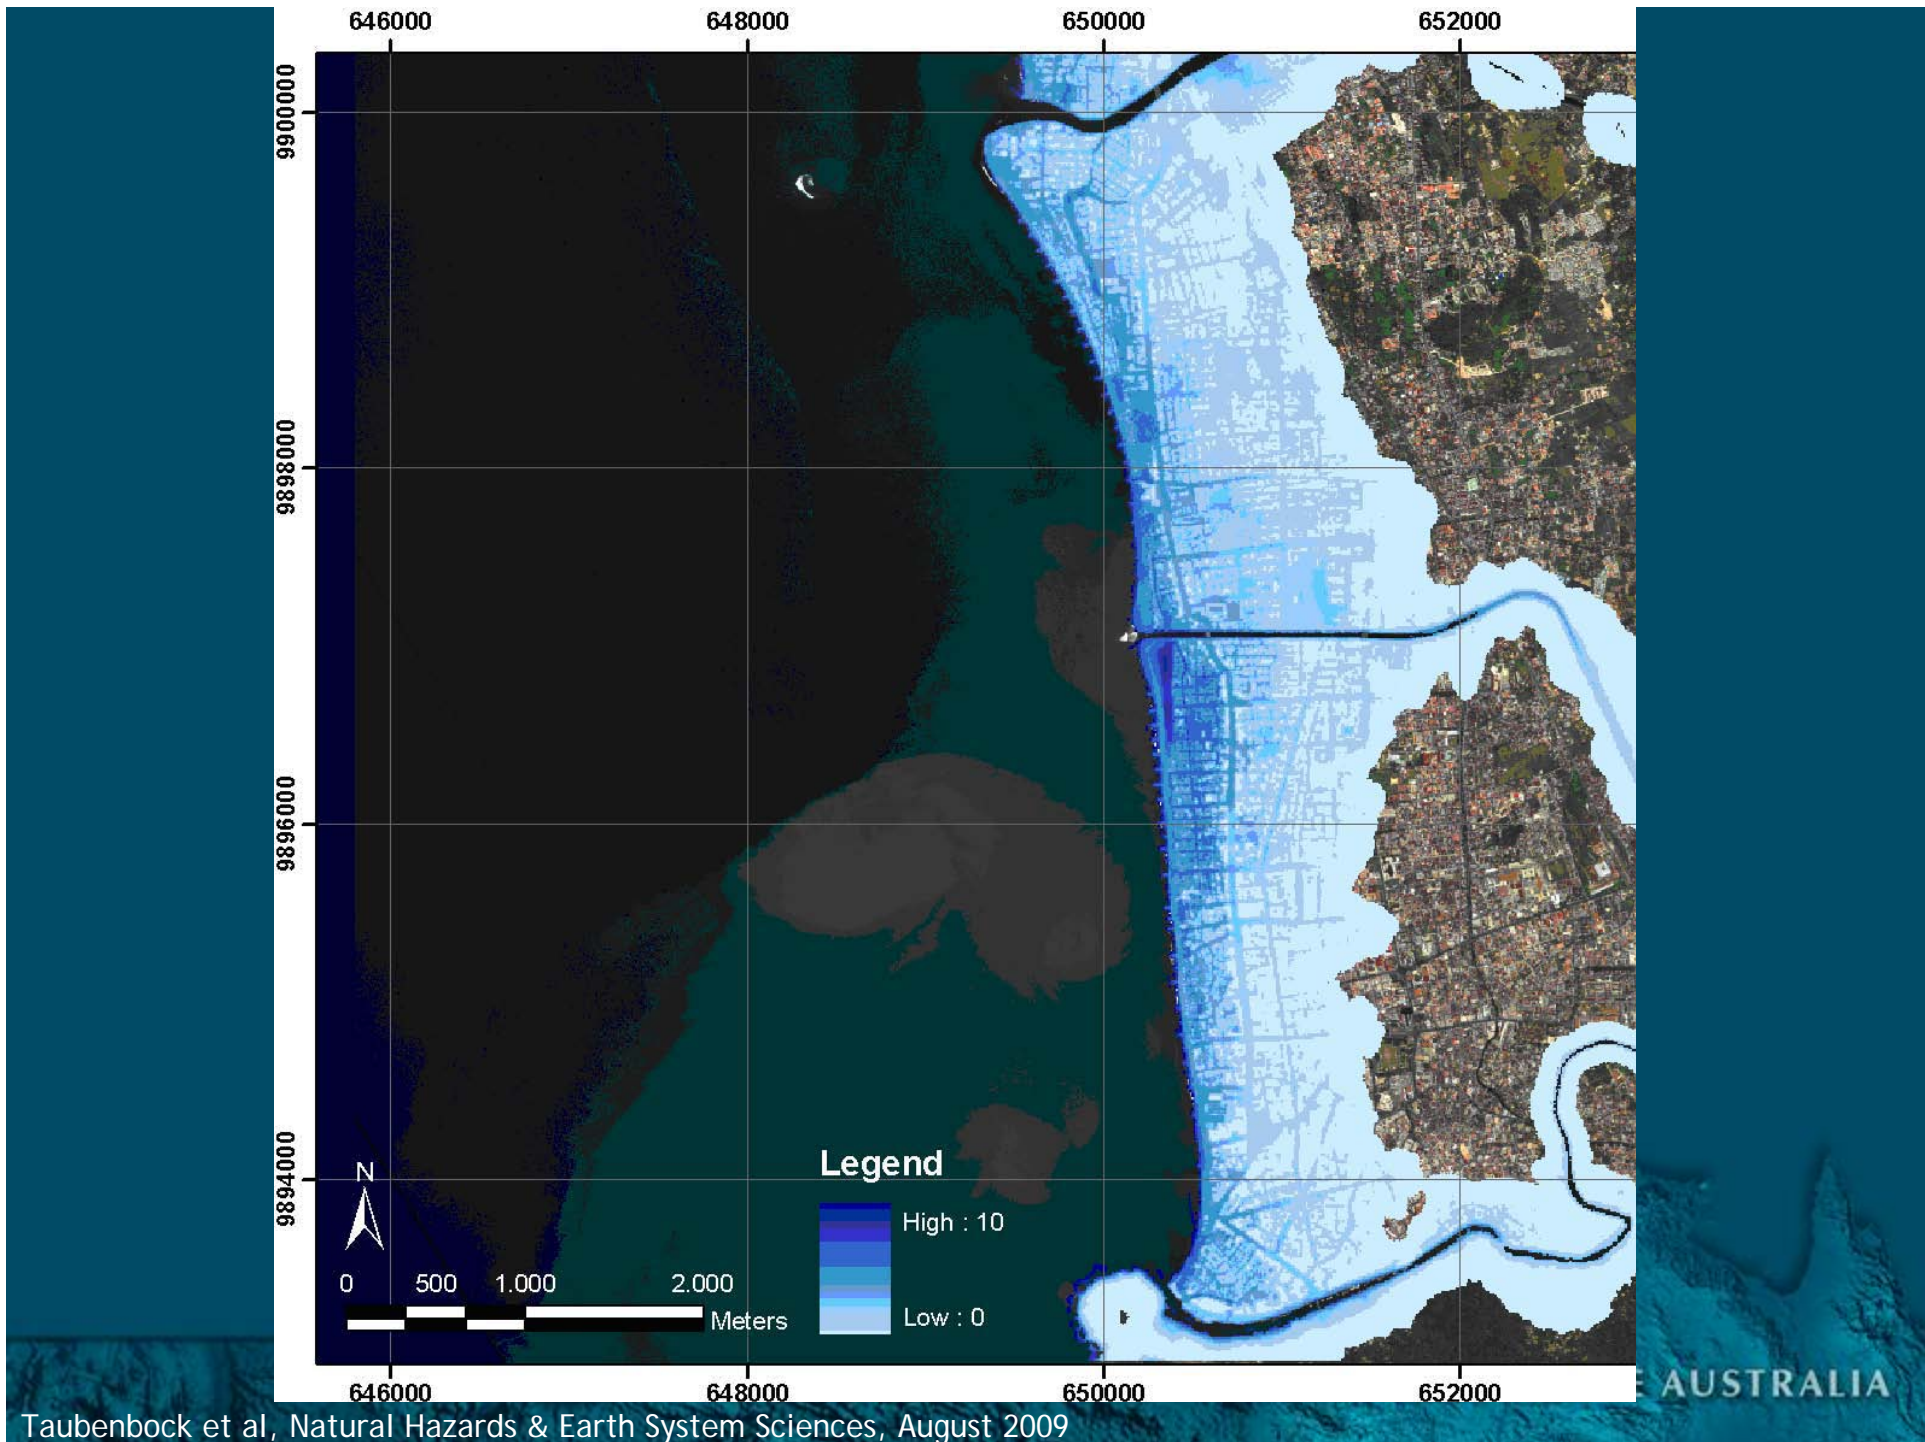 646000 648000 650000 652000
9900000
9898000
9896000
9894000
N
0 500 1.000 2.000
Meters
Legend
High : 10
Low : 0
646000 648000 650000 652000
AUSTRALIA
Taubenbock et al, Natural Hazards & Earth System Sciences, August 2009